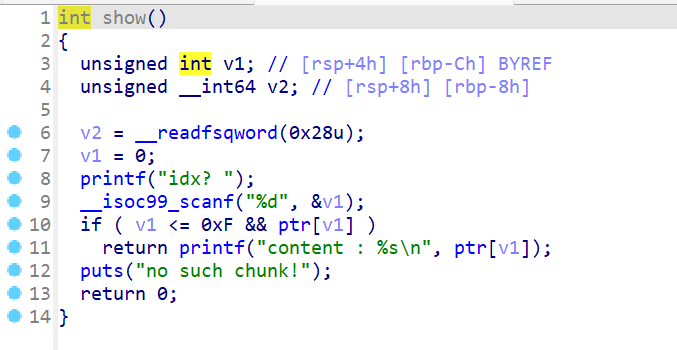 1 int show()
2 {
3 unsigned int v1; // [rsp+4h] [rbp-Ch] BYREF
4 unsigned __int64 v2; // [rsp+8h] [rbp-8h]
5
6 v2 = __readfsqword(0x28u);
7 v1 = 0;
8 printf("idx? ");
9 __isoc99_scanf("%d", &v1);
10 if ( v1 <= 0xF && ptr[v1] )
11 return printf("content : %s\n", ptr[v1]);
12 puts("no such chunk!");
13 return 0;
14 }